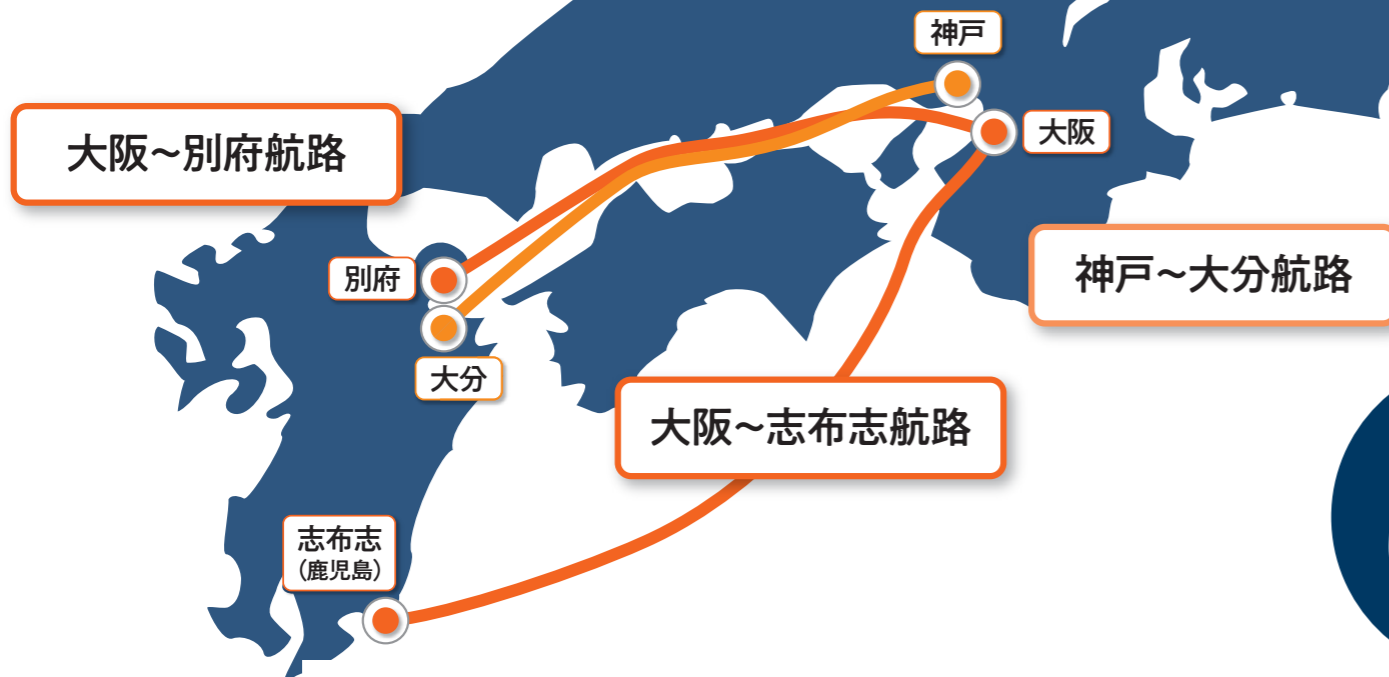 神戸
大阪～別府航路
大阪
別府
神戸～大分航路
大分
大阪～志布志航路
志布志
（鹿児島）